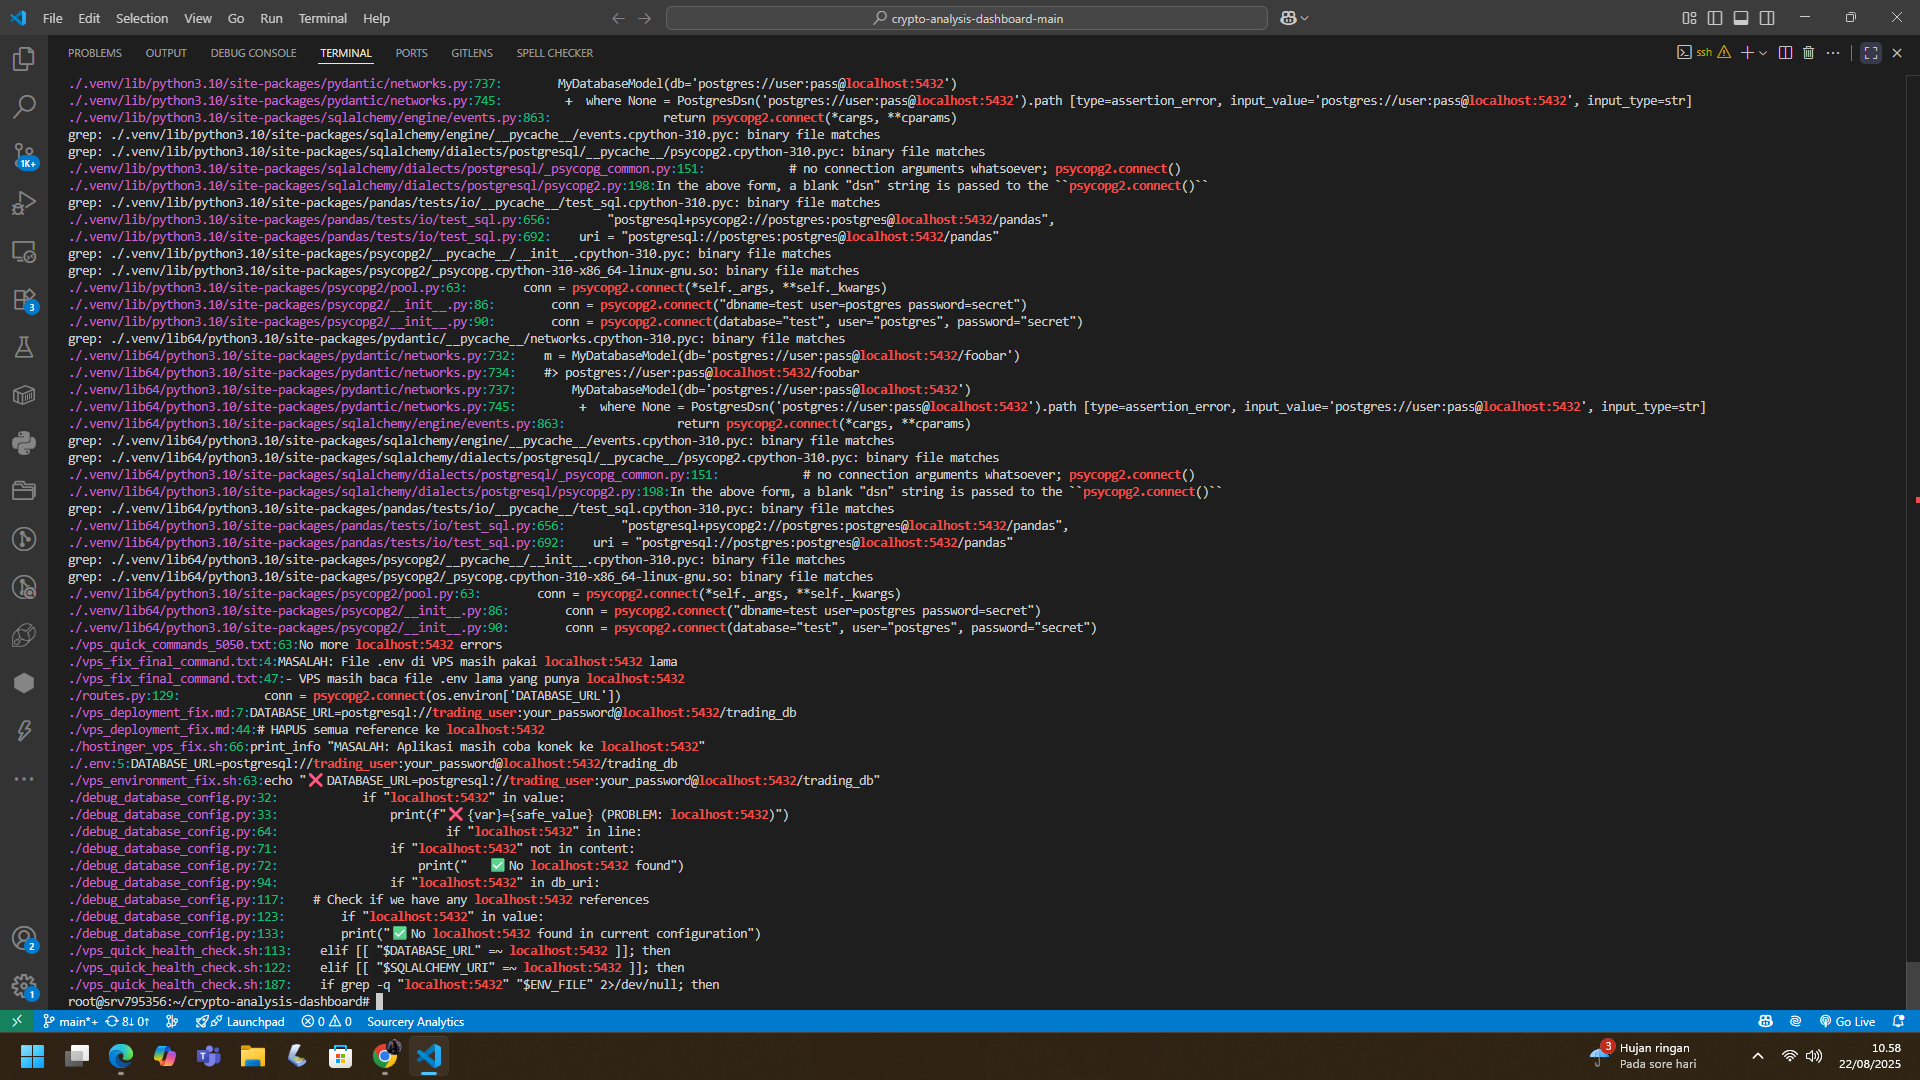 File Edit Selection View Go Run Terminal Help
crypto-analysis-dashboard-main
PROBLEMS OUTPUT DEBUG CONSOLE TERMINAL PORTS GITLENS SPELL CHECKER
ssh
./.venv/lib/python3.10/site-packages/pydantic/networks.py:737:        MyDatabaseModel(db='postgres://user:pass@localhost:5432')
./.venv/lib/python3.10/site-packages/pydantic/networks.py:745:         +  where None = PostgresDsn('postgres://user:pass@localhost:5432').path [type=assertion_error, input_value='postgres://user:pass@localhost:5432', input_type=str]
./.venv/lib/python3.10/site-packages/sqlalchemy/engine/events.py:863:                return psycopg2.connect(*cargs, **cparams)
grep: ./.venv/lib/python3.10/site-packages/sqlalchemy/engine/__pycache__/events.cpython-310.pyc: binary file matches
grep: ./.venv/lib/python3.10/site-packages/sqlalchemy/dialects/postgresql/__pycache__/psycopg2.cpython-310.pyc: binary file matches
./.venv/lib/python3.10/site-packages/sqlalchemy/dialects/postgresql/_psycopg_common.py:151:            # no connection arguments whatsoever; psycopg2.connect()
./.venv/lib/python3.10/site-packages/sqlalchemy/dialects/postgresql/psycopg2.py:198:In the above form, a blank "dsn" string is passed to the ``psycopg2.connect()``
grep: ./.venv/lib/python3.10/site-packages/pandas/tests/io/__pycache__/test_sql.cpython-310.pyc: binary file matches
./.venv/lib/python3.10/site-packages/pandas/tests/io/test_sql.py:656:        "postgresql+psycopg2://postgres:postgres@localhost:5432/pandas",
./.venv/lib/python3.10/site-packages/pandas/tests/io/test_sql.py:692:    uri = "postgresql://postgres:postgres@localhost:5432/pandas"
grep: ./.venv/lib/python3.10/site-packages/psycopg2/__pycache__/__init__.cpython-310.pyc: binary file matches
grep: ./.venv/lib/python3.10/site-packages/psycopg2/_psycopg.cpython-310-x86_64-linux-gnu.so: binary file matches
./.venv/lib/python3.10/site-packages/psycopg2/pool.py:63:        conn = psycopg2.connect(*self._args, **self._kwargs)
./.venv/lib/python3.10/site-packages/psycopg2/__init__.py:86:        conn = psycopg2.connect("dbname=test user=postgres password=secret")
./.venv/lib/python3.10/site-packages/psycopg2/__init__.py:90:        conn = psycopg2.connect(database="test", user="postgres", password="secret")
grep: ./.venv/lib64/python3.10/site-packages/pydantic/__pycache__/networks.cpython-310.pyc: binary file matches
./.venv/lib64/python3.10/site-packages/pydantic/networks.py:732:    m = MyDatabaseModel(db='postgres://user:pass@localhost:5432/foobar')
./.venv/lib64/python3.10/site-packages/pydantic/networks.py:734:    #> postgres://user:pass@localhost:5432/foobar
./.venv/lib64/python3.10/site-packages/pydantic/networks.py:737:        MyDatabaseModel(db='postgres://user:pass@localhost:5432')
./.venv/lib64/python3.10/site-packages/pydantic/networks.py:745:         +  where None = PostgresDsn('postgres://user:pass@localhost:5432').path [type=assertion_error, input_value='postgres://user:pass@localhost:5432', input_type=str]
./.venv/lib64/python3.10/site-packages/sqlalchemy/engine/events.py:863:                return psycopg2.connect(*cargs, **cparams)
grep: ./.venv/lib64/python3.10/site-packages/sqlalchemy/engine/__pycache__/events.cpython-310.pyc: binary file matches
grep: ./.venv/lib64/python3.10/site-packages/sqlalchemy/dialects/postgresql/__pycache__/psycopg2.cpython-310.pyc: binary file matches
./.venv/lib64/python3.10/site-packages/sqlalchemy/dialects/postgresql/_psycopg_common.py:151:            # no connection arguments whatsoever; psycopg2.connect()
./.venv/lib64/python3.10/site-packages/sqlalchemy/dialects/postgresql/psycopg2.py:198:In the above form, a blank "dsn" string is passed to the ``psycopg2.connect()``
grep: ./.venv/lib64/python3.10/site-packages/pandas/tests/io/__pycache__/test_sql.cpython-310.pyc: binary file matches
./.venv/lib64/python3.10/site-packages/pandas/tests/io/test_sql.py:656:        "postgresql+psycopg2://postgres:postgres@localhost:5432/pandas",
./.venv/lib64/python3.10/site-packages/pandas/tests/io/test_sql.py:692:    uri = "postgresql://postgres:postgres@localhost:5432/pandas"
grep: ./.venv/lib64/python3.10/site-packages/psycopg2/__pycache__/__init__.cpython-310.pyc: binary file matches
grep: ./.venv/lib64/python3.10/site-packages/psycopg2/_psycopg.cpython-310-x86_64-linux-gnu.so: binary file matches
./.venv/lib64/python3.10/site-packages/psycopg2/pool.py:63:        conn = psycopg2.connect(*self._args, **self._kwargs)
./.venv/lib64/python3.10/site-packages/psycopg2/__init__.py:86:        conn = psycopg2.connect("dbname=test user=postgres password=secret")
./.venv/lib64/python3.10/site-packages/psycopg2/__init__.py:90:        conn = psycopg2.connect(database="test", user="postgres", password="secret")
./vps_quick_commands_5050.txt:63:No more localhost:5432 errors
./vps_fix_final_command.txt:4:MASALAH: File .env di VPS masih pakai localhost:5432 lama
./vps_fix_final_command.txt:47:- VPS masih baca file .env lama yang punya localhost:5432
./routes.py:129:            conn = psycopg2.connect(os.environ['DATABASE_URL'])
./vps_deployment_fix.md:7:DATABASE_URL=postgresql://trading_user:your_password@localhost:5432/trading_db
./vps_deployment_fix.md:44:# HAPUS semua reference ke localhost:5432
./hostinger_vps_fix.sh:66:print_info "MASALAH: Aplikasi masih coba konek ke localhost:5432"
./.env:5:DATABASE_URL=postgresql://trading_user:your_password@localhost:5432/trading_db
./vps_environment_fix.sh:63:echo "❌ DATABASE_URL=postgresql://trading_user:your_password@localhost:5432/trading_db"
./debug_database_config.py:32:            if "localhost:5432" in value:
./debug_database_config.py:33:                print(f"❌ {var}={safe_value} (PROBLEM: localhost:5432)")
./debug_database_config.py:64:                        if "localhost:5432" in line:
./debug_database_config.py:71:                if "localhost:5432" not in content:
./debug_database_config.py:72:                    print("   ✅ No localhost:5432 found")
./debug_database_config.py:94:                if "localhost:5432" in db_uri:
./debug_database_config.py:117:    # Check if we have any localhost:5432 references
./debug_database_config.py:123:        if "localhost:5432" in value:
./debug_database_config.py:133:        print("✅ No localhost:5432 found in current configuration")
./vps_quick_health_check.sh:113:    elif [[ "$DATABASE_URL" =~ localhost:5432 ]]; then
./vps_quick_health_check.sh:122:    elif [[ "$SQLALCHEMY_URI" =~ localhost:5432 ]]; then
./vps_quick_health_check.sh:187:    if grep -q "localhost:5432" "$ENV_FILE" 2>/dev/null; then
root@srv795356:~/crypto-analysis-dashboard#
1K+
3
2
1
main*+ 8↓ 0↑ Launchpad 0 0 Sourcery Analytics Go Live
3 Hujan ringan
Pada sore hari
10.58
22/08/2025